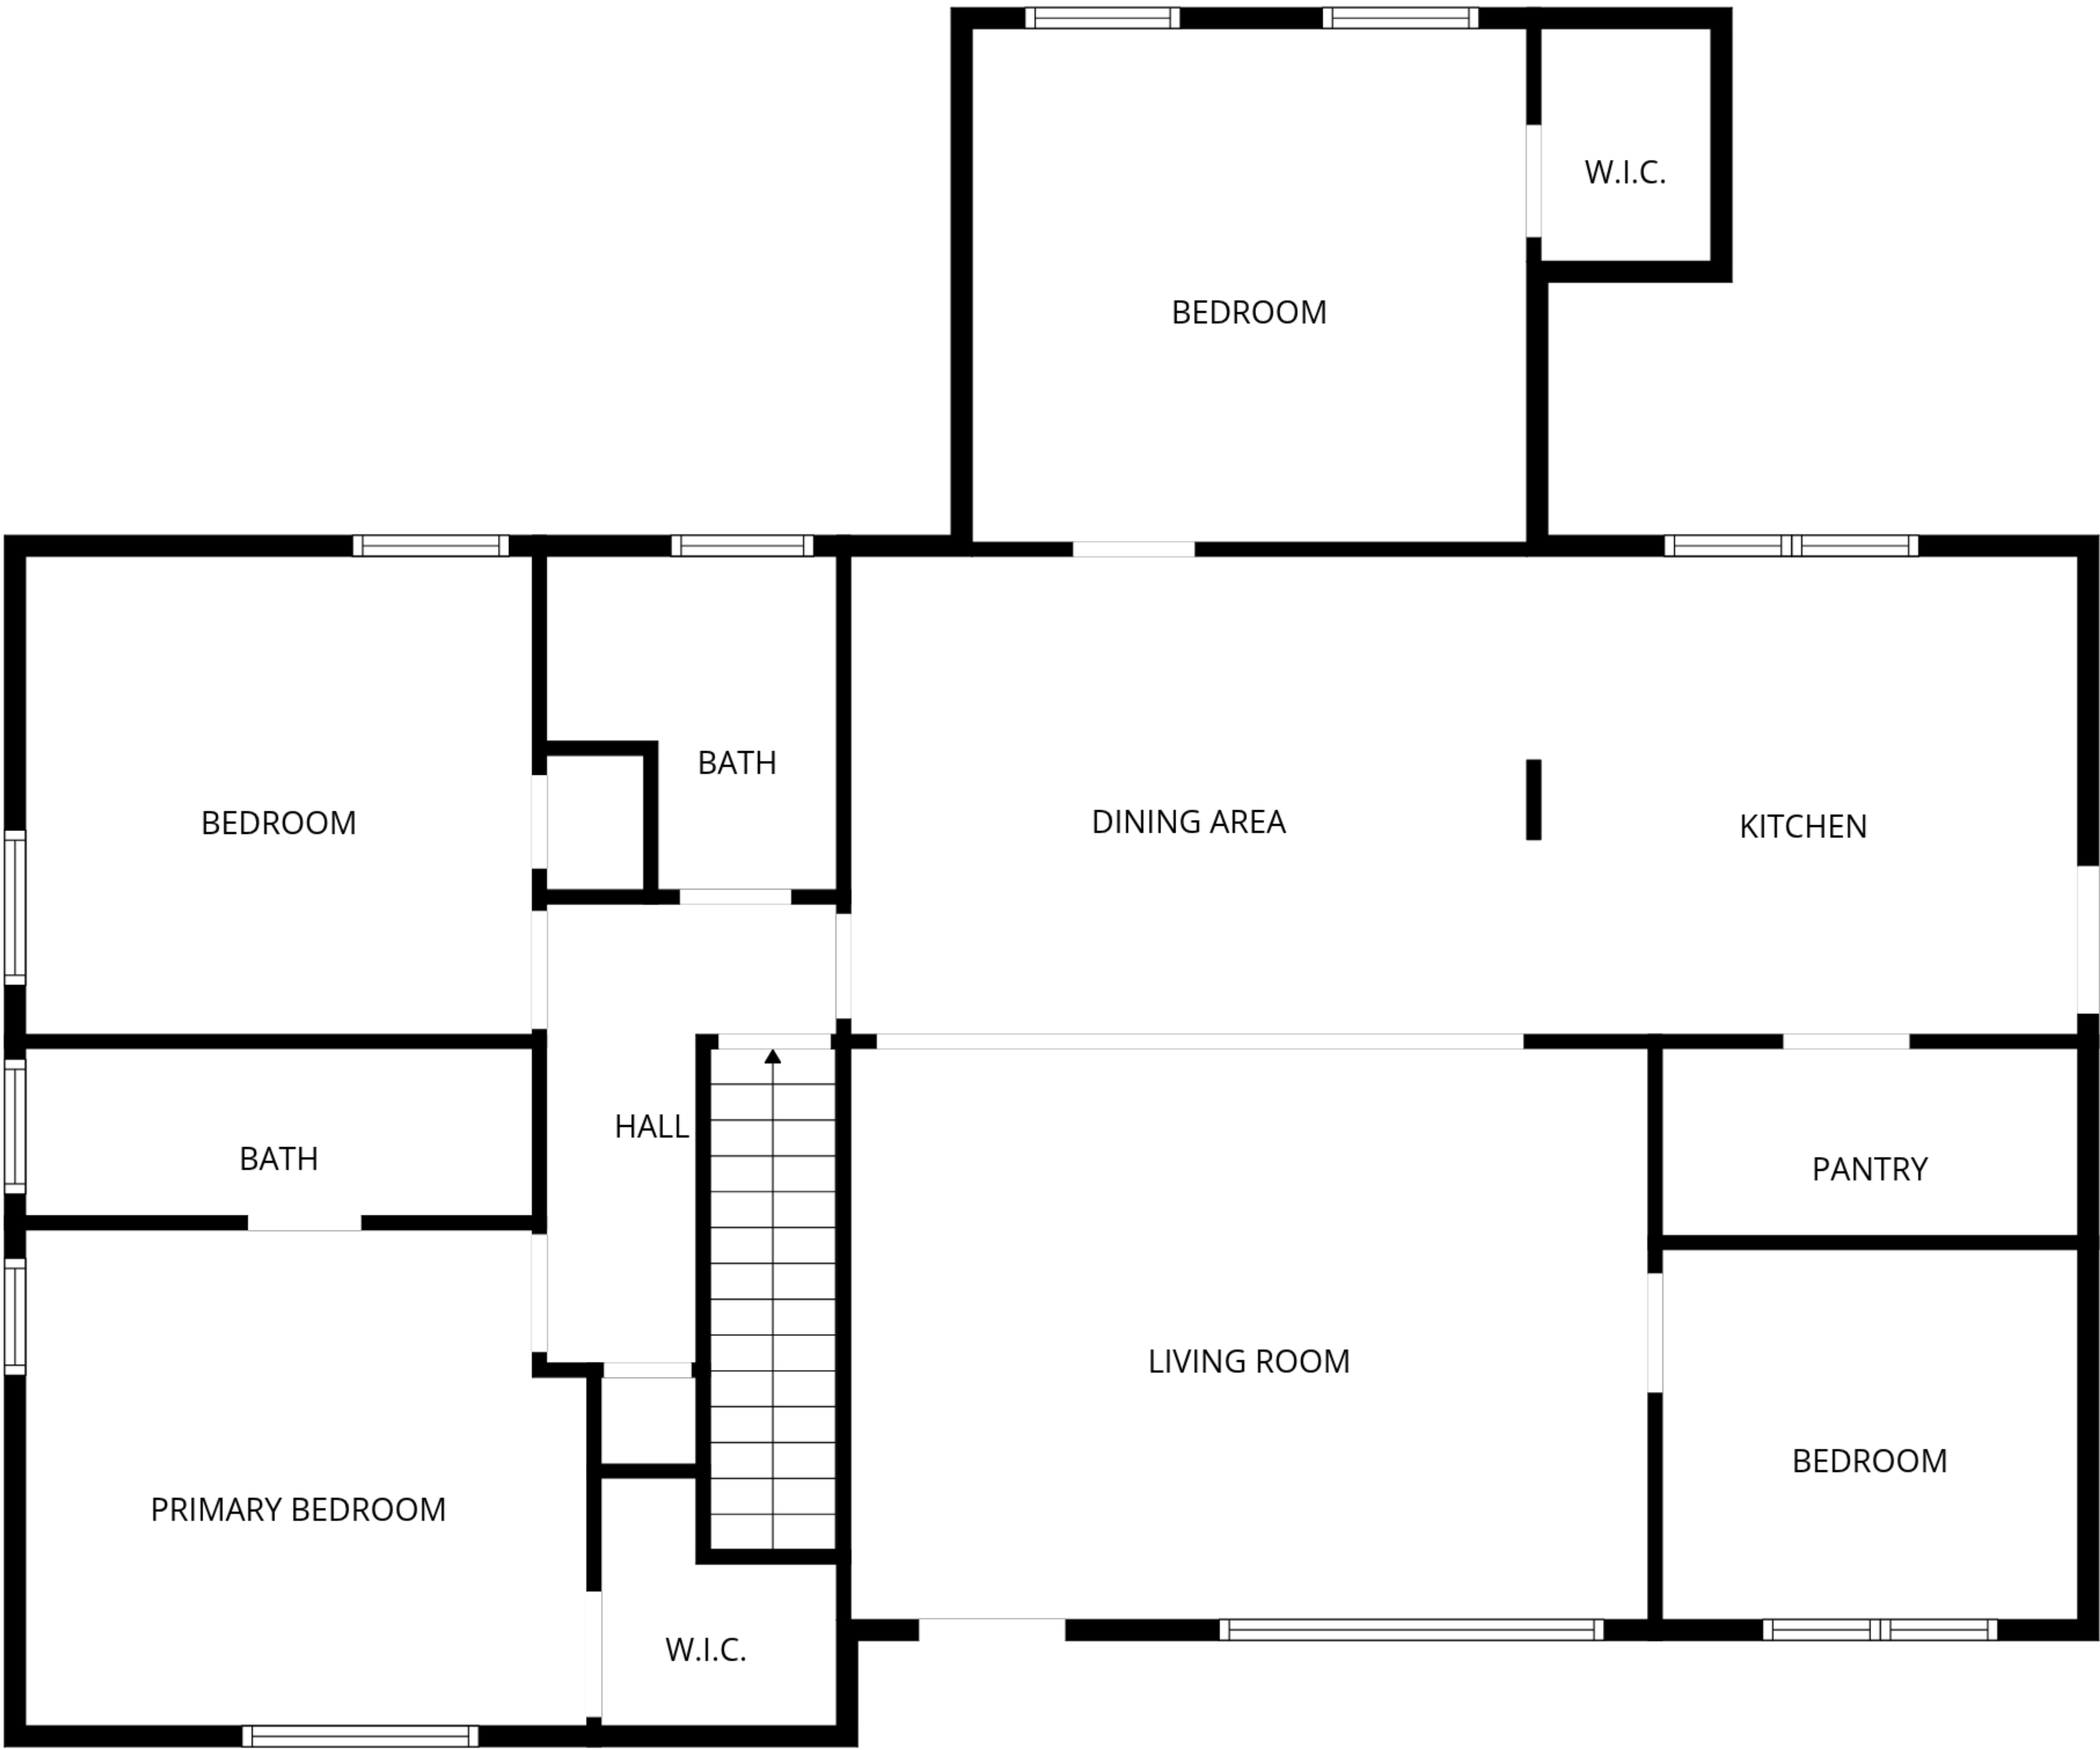 W.I.C.
BEDROOM
BATH
DINING AREA
BEDROOM
KITCHEN
HALL
BATH
PANTRY
LIVING ROOM
BEDROOM
PRIMARY BEDROOM
W.I.C.